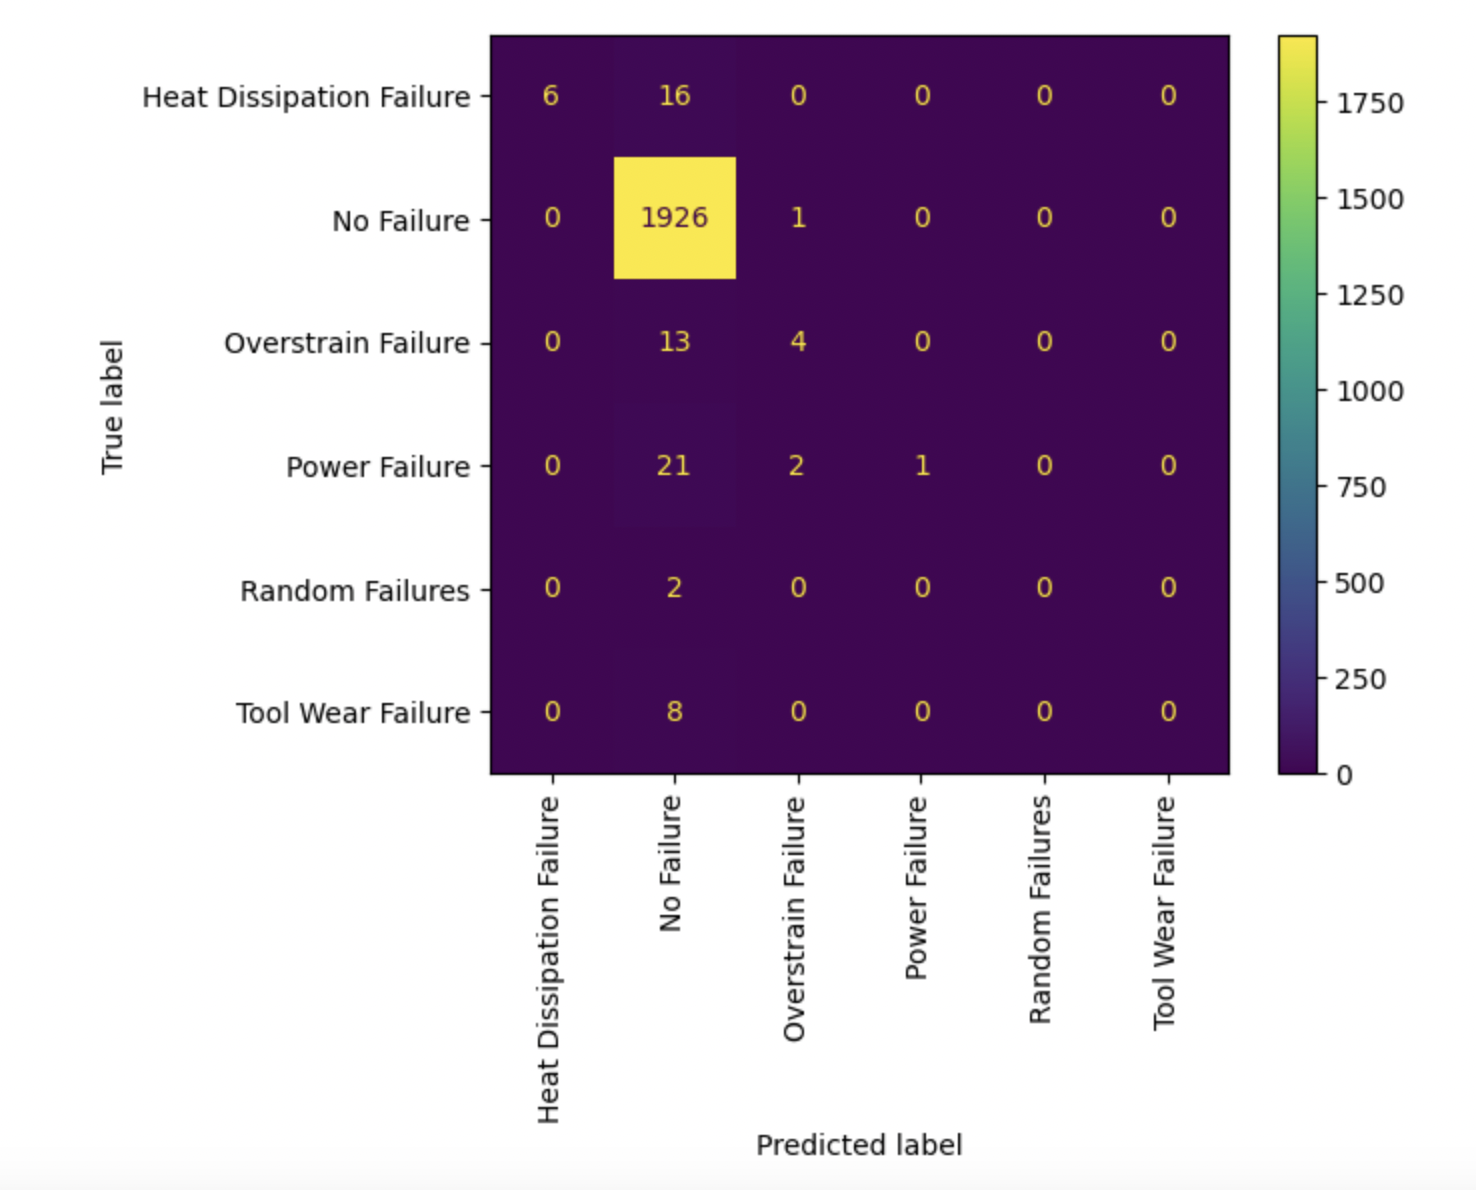 Heat Dissipation Failure 6 16 0 0 0 0
No Failure 0 1926 1 0 0 0
Overstrain Failure 0 13 4 0 0 0
Power Failure 0 21 2 1 0 0
Random Failures 0 2 0 0 0 0
Tool Wear Failure 0 8 0 0 0 0
True label
Heat Dissipation Failure
No Failure
Overstrain Failure
Power Failure
Random Failures
Tool Wear Failure
Predicted label
1750
1500
1250
1000
750
500
250
0